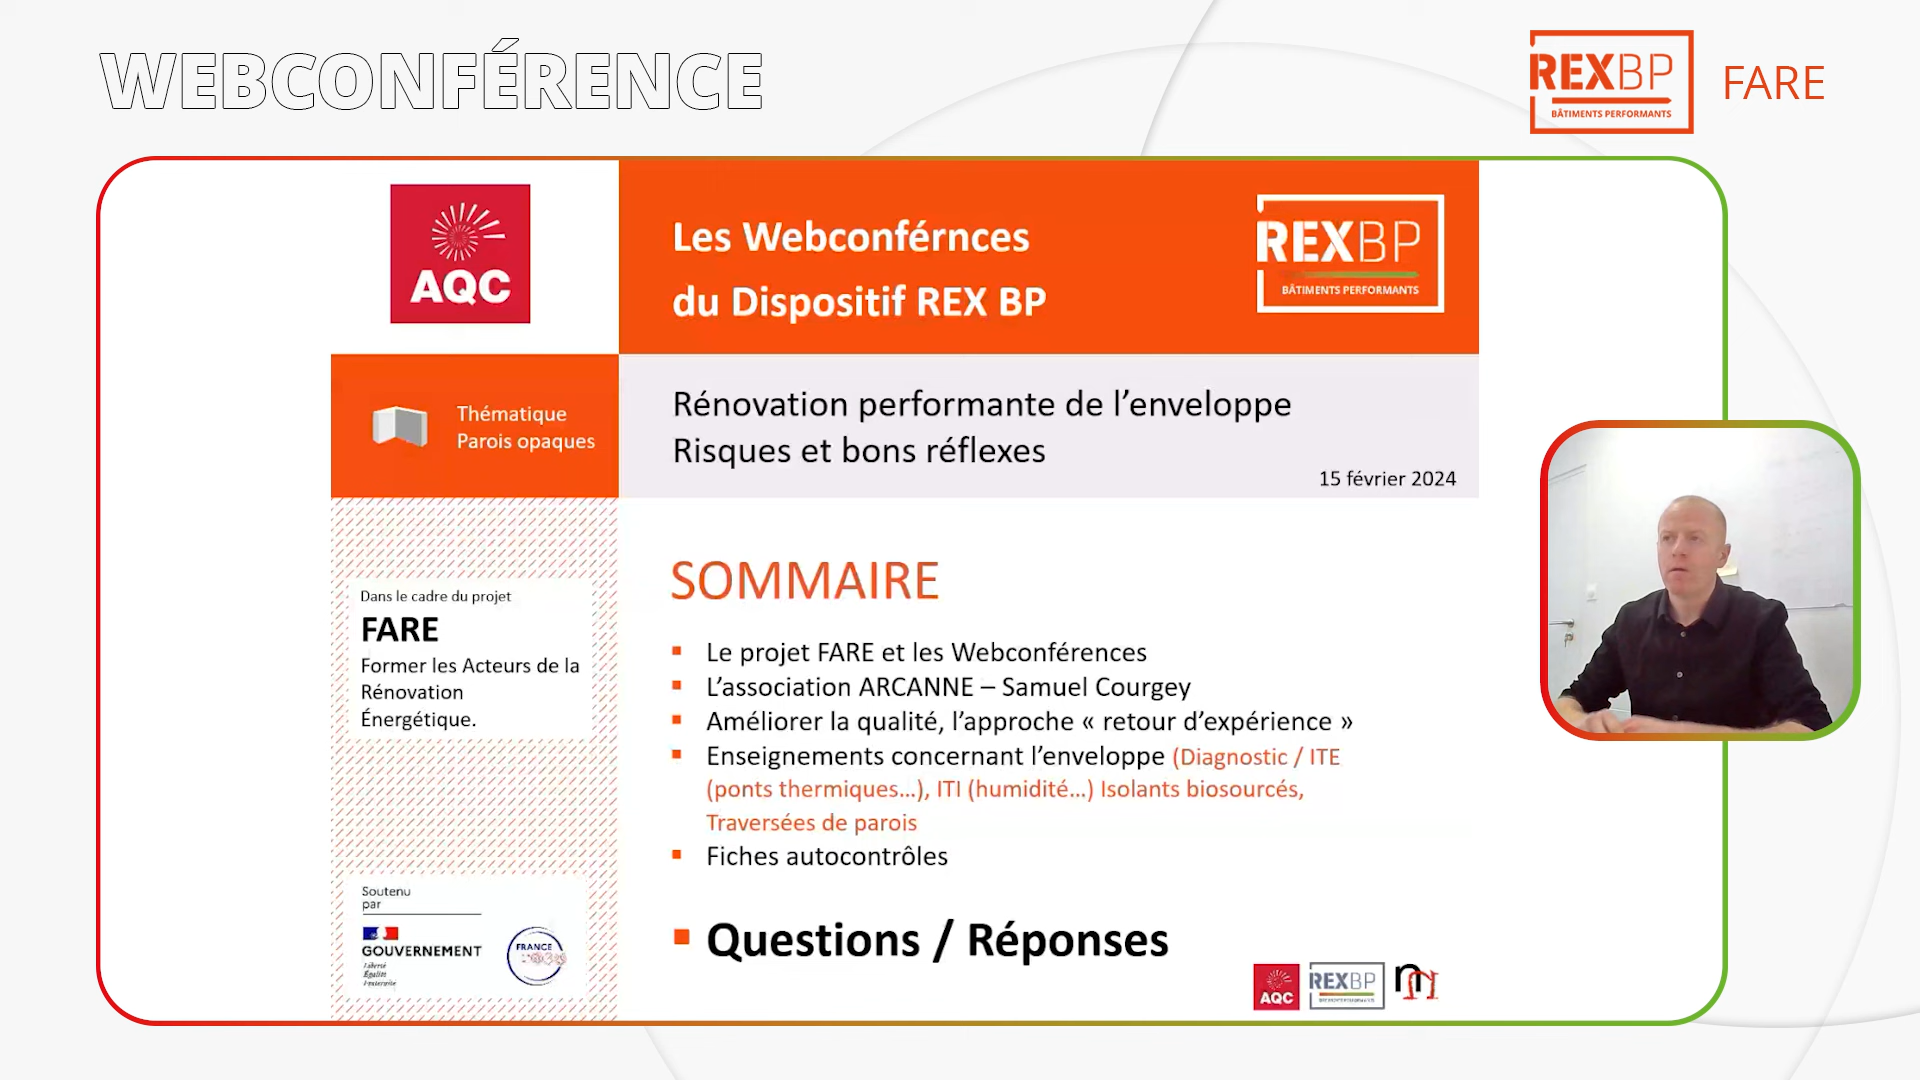 WEBCONFÉRENCE
REXBP
BÂTIMENTS PERFORMANTS
FARE
AQC
Les Webconférnces
du Dispositif REX BP
REXBP
BÂTIMENTS PERFORMANTS
Thématique
Parois opaques
Rénovation performante de l’enveloppe
Risques et bons réflexes
15 février 2024
Dans le cadre du projet
FARE
Former les Acteurs de la
Rénovation
Énergétique.
Soutenu
par
GOUVERNEMENT
Liberté
Égalité
Fraternité
FRANCE
SOMMAIRE
▪ Le projet FARE et les Webconférences
▪ L’association ARCANNE – Samuel Courgey
▪ Améliorer la qualité, l’approche « retour d’expérience »
▪ Enseignements concernant l’enveloppe (Diagnostic / ITE
(ponts thermiques…), ITI (humidité…) Isolants biosourcés,
Traversées de parois
▪ Fiches autocontrôles
▪ Questions / Réponses
AQC
REXBP